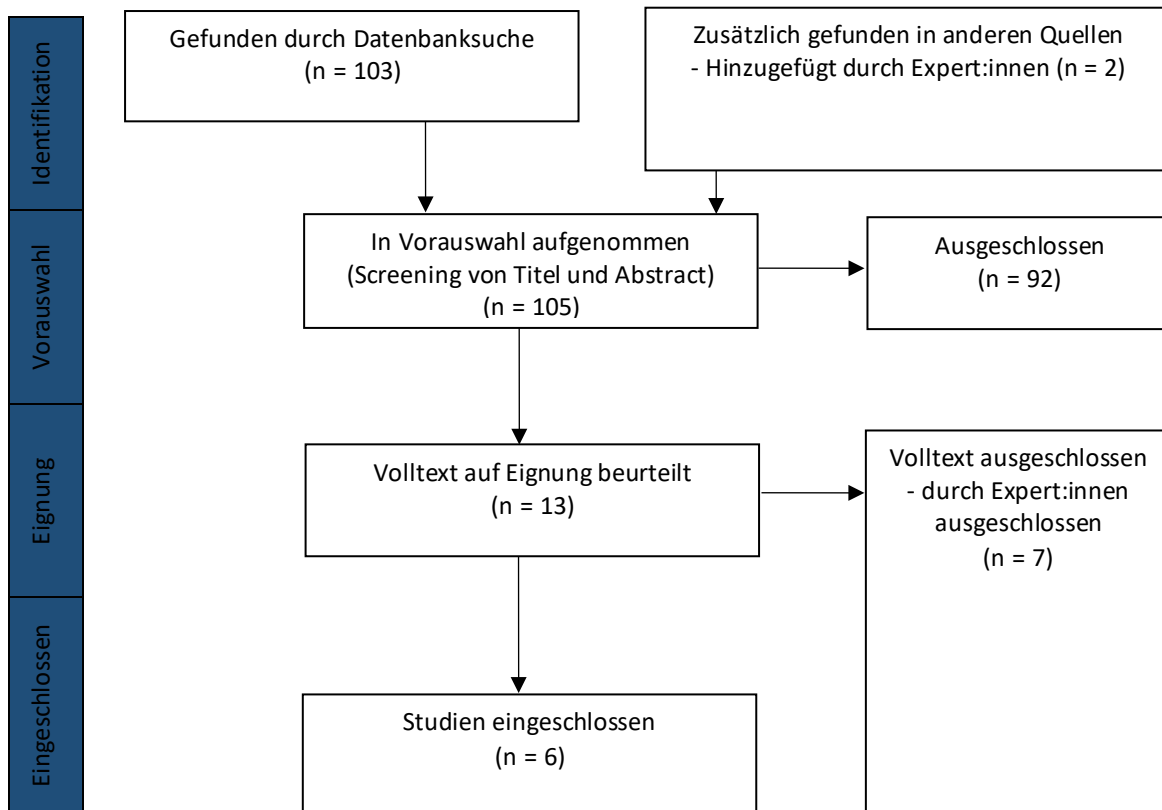 Identifikation
Gefunden durch Datenbanksuche
(n = 103)
Zusätzlich gefunden in anderen Quellen
- Hinzugefügt durch Expert:innen (n = 2)
Vorauswahl
In Vorauswahl aufgenommen
(Screening von Titel und Abstract)
(n = 105)
Ausgeschlossen
(n = 92)
Eignung
Volltext auf Eignung beurteilt
(n = 13)
Volltext ausgeschlossen
- durch Expert:innen
ausgeschlossen
(n = 7)
Eingeschlossen
Studien eingeschlossen
(n = 6)